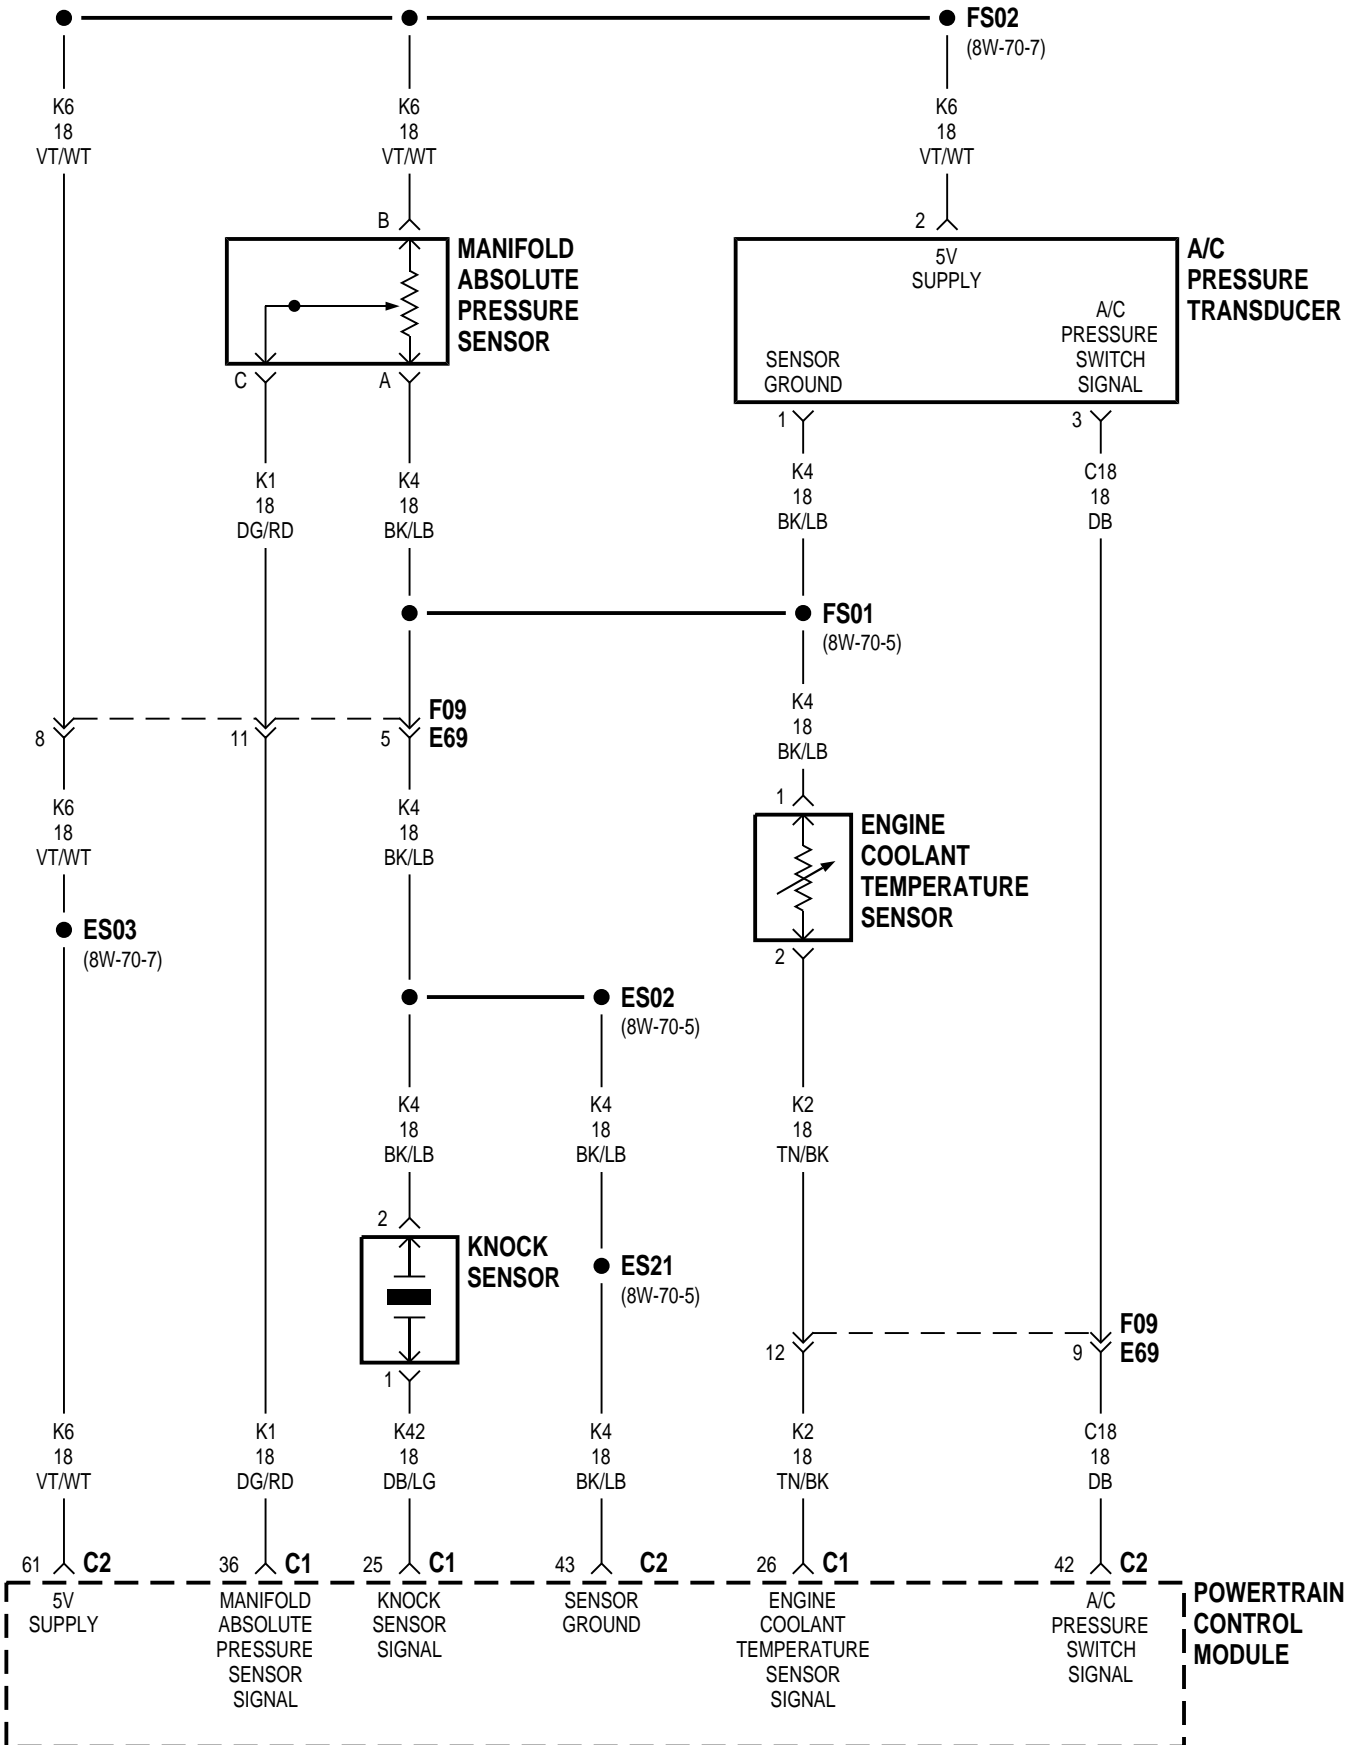 FS02
(8W-70-7)
K6
18
VT/WT
K6
18
VT/WT
K6
18
VT/WT
B
2
MANIFOLD
ABSOLUTE
PRESSURE
SENSOR
5V
SUPPLY
A/C
PRESSURE
SWITCH
SIGNAL
SENSOR
GROUND
A/C
PRESSURE
TRANSDUCER
C
A
1
3
K1
18
DG/RD
K4
18
BK/LB
K4
18
BK/LB
C18
18
DB
FS01
(8W-70-5)
K4
18
BK/LB
8
11
5
F09
E69
1
K6
18
VT/WT
K4
18
BK/LB
ENGINE
COOLANT
TEMPERATURE
SENSOR
ES03
(8W-70-7)
2
ES02
(8W-70-5)
K4
18
BK/LB
K4
18
BK/LB
K2
18
TN/BK
2
KNOCK
SENSOR
ES21
(8W-70-5)
12
9
F09
E69
1
K6
18
VT/WT
K1
18
DG/RD
K42
18
DB/LG
K4
18
BK/LB
K2
18
TN/BK
C18
18
DB
61 C2
36 C1
25 C1
43 C2
26 C1
42 C2
5V
SUPPLY
MANIFOLD
ABSOLUTE
PRESSURE
SENSOR
SIGNAL
KNOCK
SENSOR
SIGNAL
SENSOR
GROUND
ENGINE
COOLANT
TEMPERATURE
SENSOR
SIGNAL
A/C
PRESSURE
SWITCH
SIGNAL
POWERTRAIN
CONTROL
MODULE